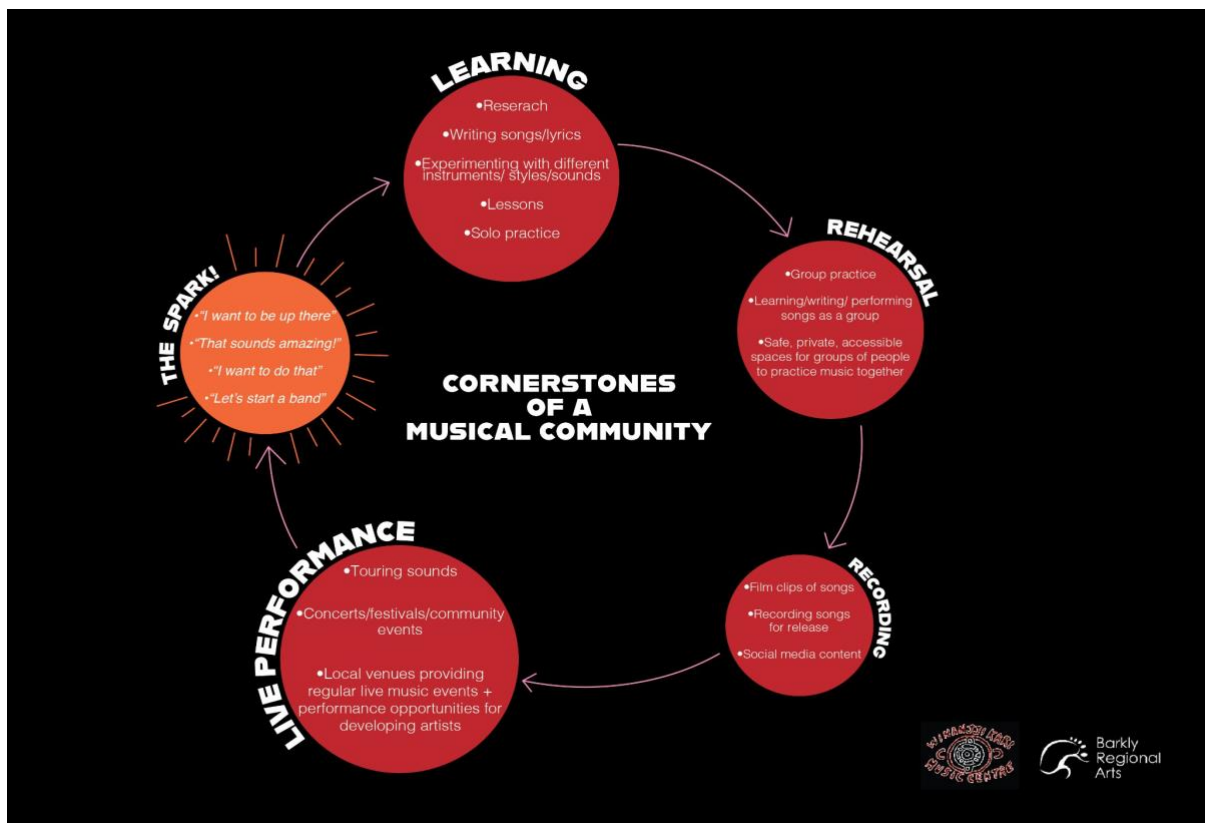 LEARNING
•Reserach
•Writing songs/lyrics
•Experimenting with different
instruments/ styles/sounds
•Lessons
•Solo practice
REHEARSAL
•Group practice
•Learning/writing/ performing
songs as a group
•Safe, private, accessible
spaces for groups of people
to practice music together
THE SPARK!
•“I want to be up there”
•“That sounds amazing!”
•“I want to do that”
•“Let’s start a band”
CORNERSTONES
OF A
MUSICAL COMMUNITY
RECORDING
•Film clips of songs
•Recording songs
for release
•Social media content
LIVE PERFORMANCE
•Touring sounds
•Concerts/festivals/community
events
•Local venues providing
regular live music events +
performance opportunities for
developing artists
WINANJJI KARI
MUSIC CENTRE
Barkly
Regional
Arts